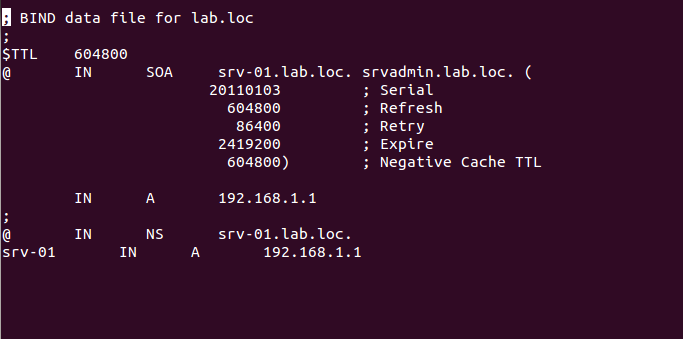 ; BIND data file for lab.loc
;
$TTL    604800
@       IN      SOA     srv-01.lab.loc. srvadmin.lab.loc. (
                       20110103      ; Serial
                         604800         ; Refresh
                          86400         ; Retry
                        2419200         ; Expire
                         604800)        ; Negative Cache TTL
        IN      A       192.168.1.1
;
@       IN      NS      srv-01.lab.loc.
srv-01       IN      A       192.168.1.1